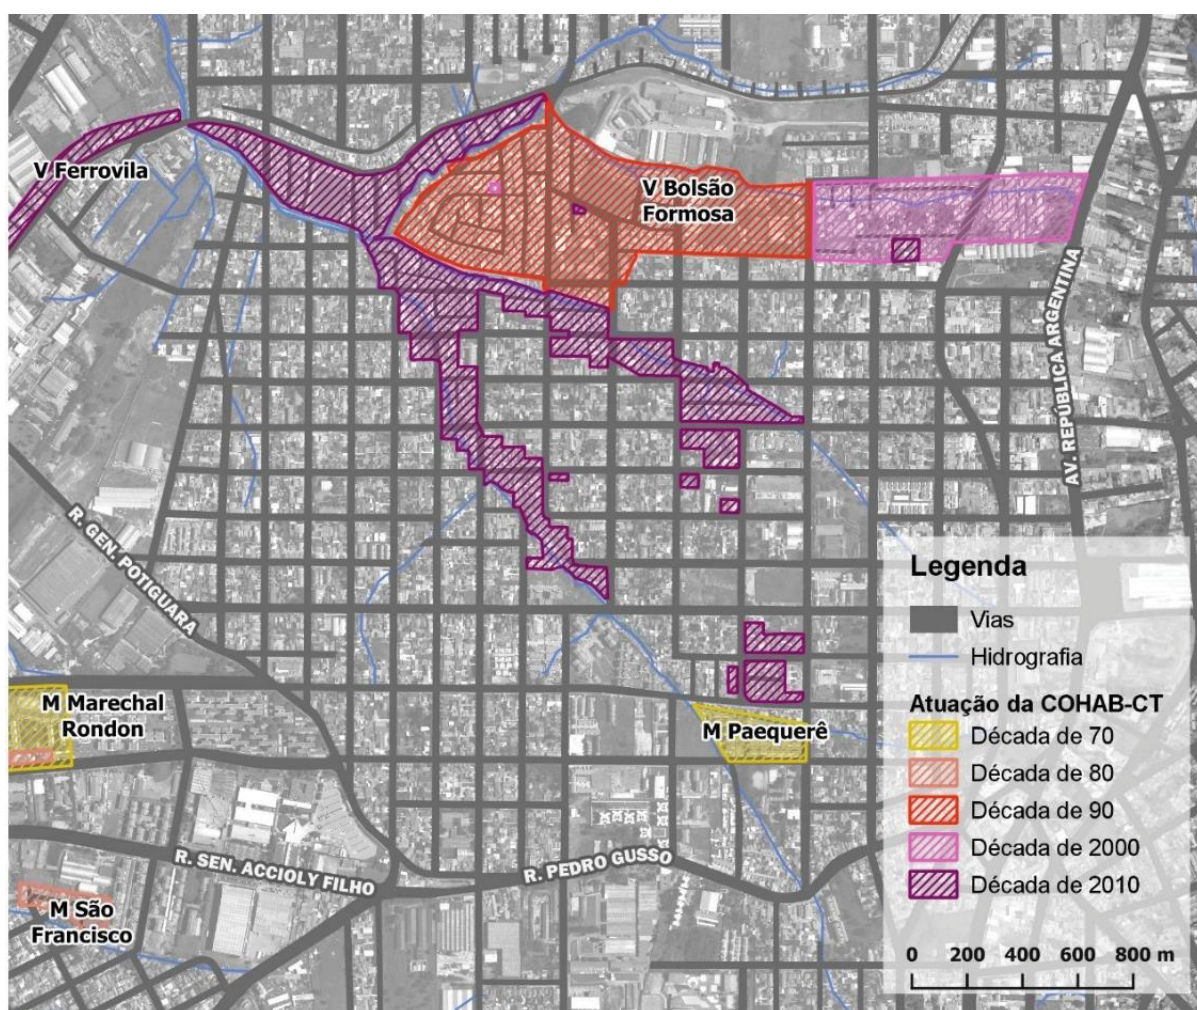 V Ferrovila
V Bolsão
Formosa
AV. REPÚBLICA ARGENTINA
R. GEN. POTIGUARA
M Marechal
Rondon
M Paequerê
R. SEN. ACCIOLY FILHO
R. PEDRO GUSSO
M São
Francisco
Legenda
Vias
Hidrografia
Atuação da COHAB-CT
Década de 70
Década de 80
Década de 90
Década de 2000
Década de 2010
0 200 400 600 800 m